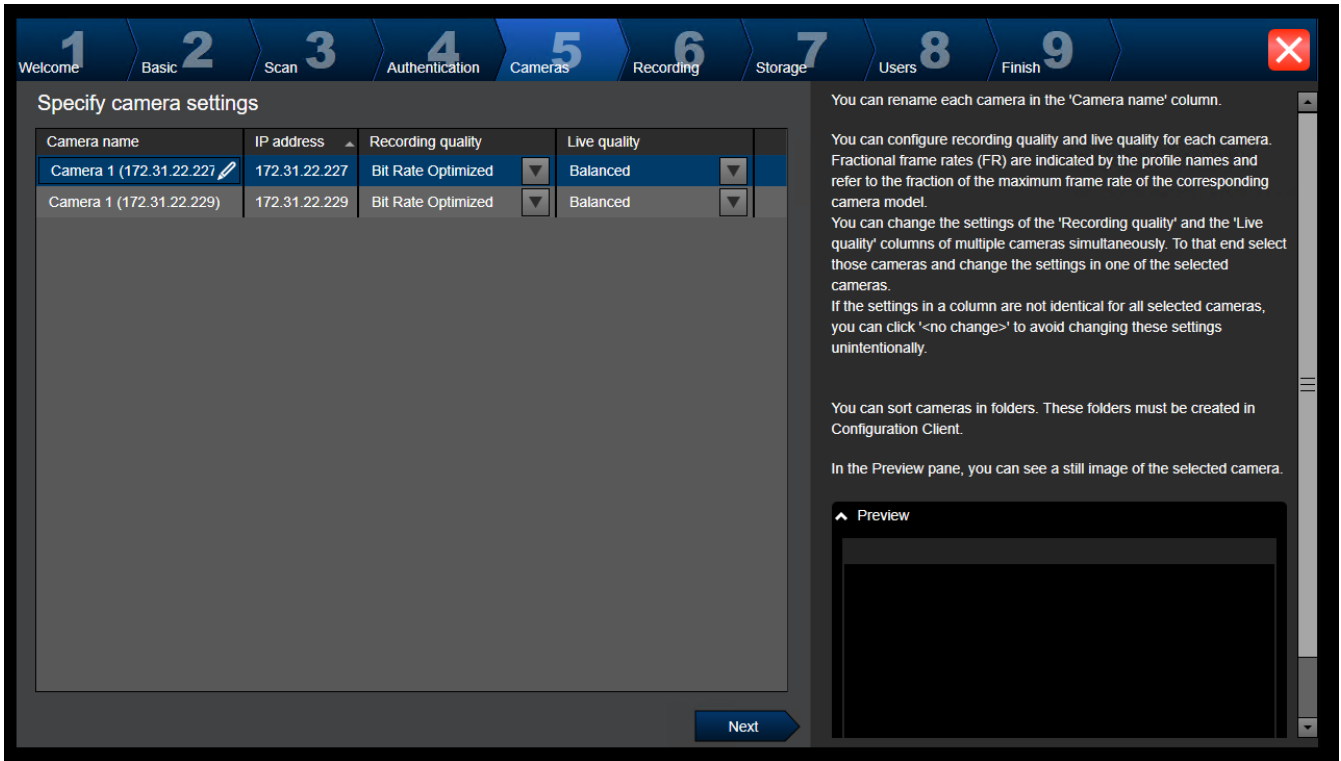 1 Welcome
2 Basic
3 Scan
4 Authentication
5 Cameras
6 Recording
7 Storage
8 Users
9 Finish
Specify camera settings
Camera name IP address Recording quality Live quality
Camera 1 (172.31.22.227 172.31.22.227 Bit Rate Optimized Balanced
Camera 1 (172.31.22.229) 172.31.22.229 Bit Rate Optimized Balanced
Next
You can rename each camera in the 'Camera name' column.
You can configure recording quality and live quality for each camera.
Fractional frame rates (FR) are indicated by the profile names and
refer to the fraction of the maximum frame rate of the corresponding
camera model.
You can change the settings of the 'Recording quality' and the 'Live
quality' columns of multiple cameras simultaneously. To that end select
those cameras and change the settings in one of the selected
cameras.
If the settings in a column are not identical for all selected cameras,
you can click '<no change>' to avoid changing these settings
unintentionally.
You can sort cameras in folders. These folders must be created in
Configuration Client.
In the Preview pane, you can see a still image of the selected camera.
Preview